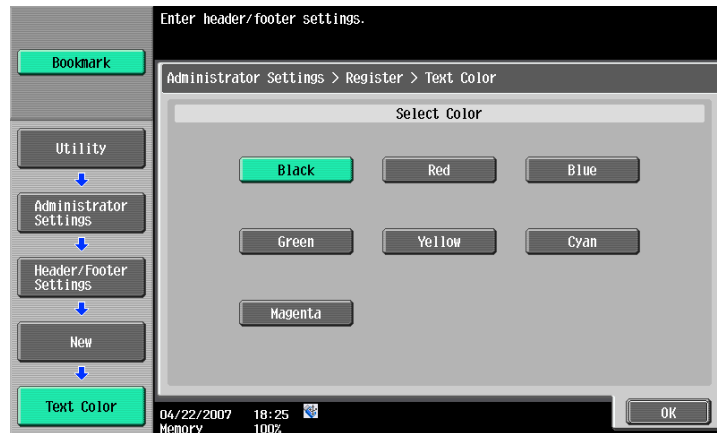 Enter header/footer settings.
Bookmark
Administrator Settings > Register > Text Color
Select Color
Utility
Black Red Blue
Administrator
Settings
Green Yellow Cyan
Header/Footer
Settings
Magenta
New
Text Color
OK
04/22/2007 18:25
Memory 100%